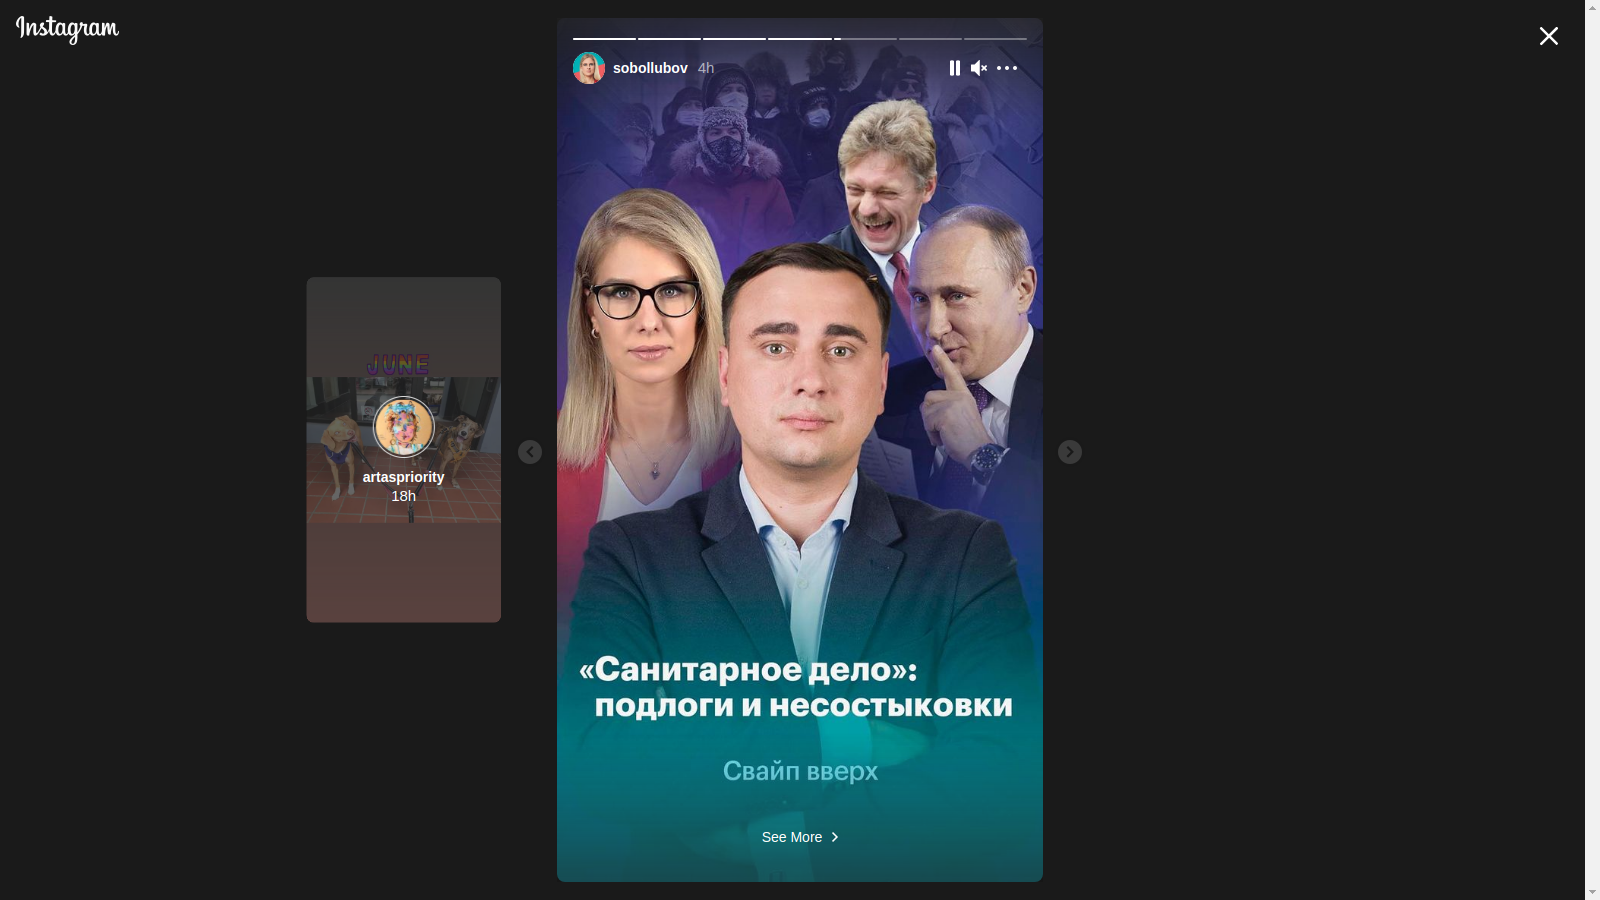 Instagram
sobollubov 4h
JUNE
artaspriority
18h
«Санитарное дело»:
подлоги и несостыковки
Свайп вверх
See More